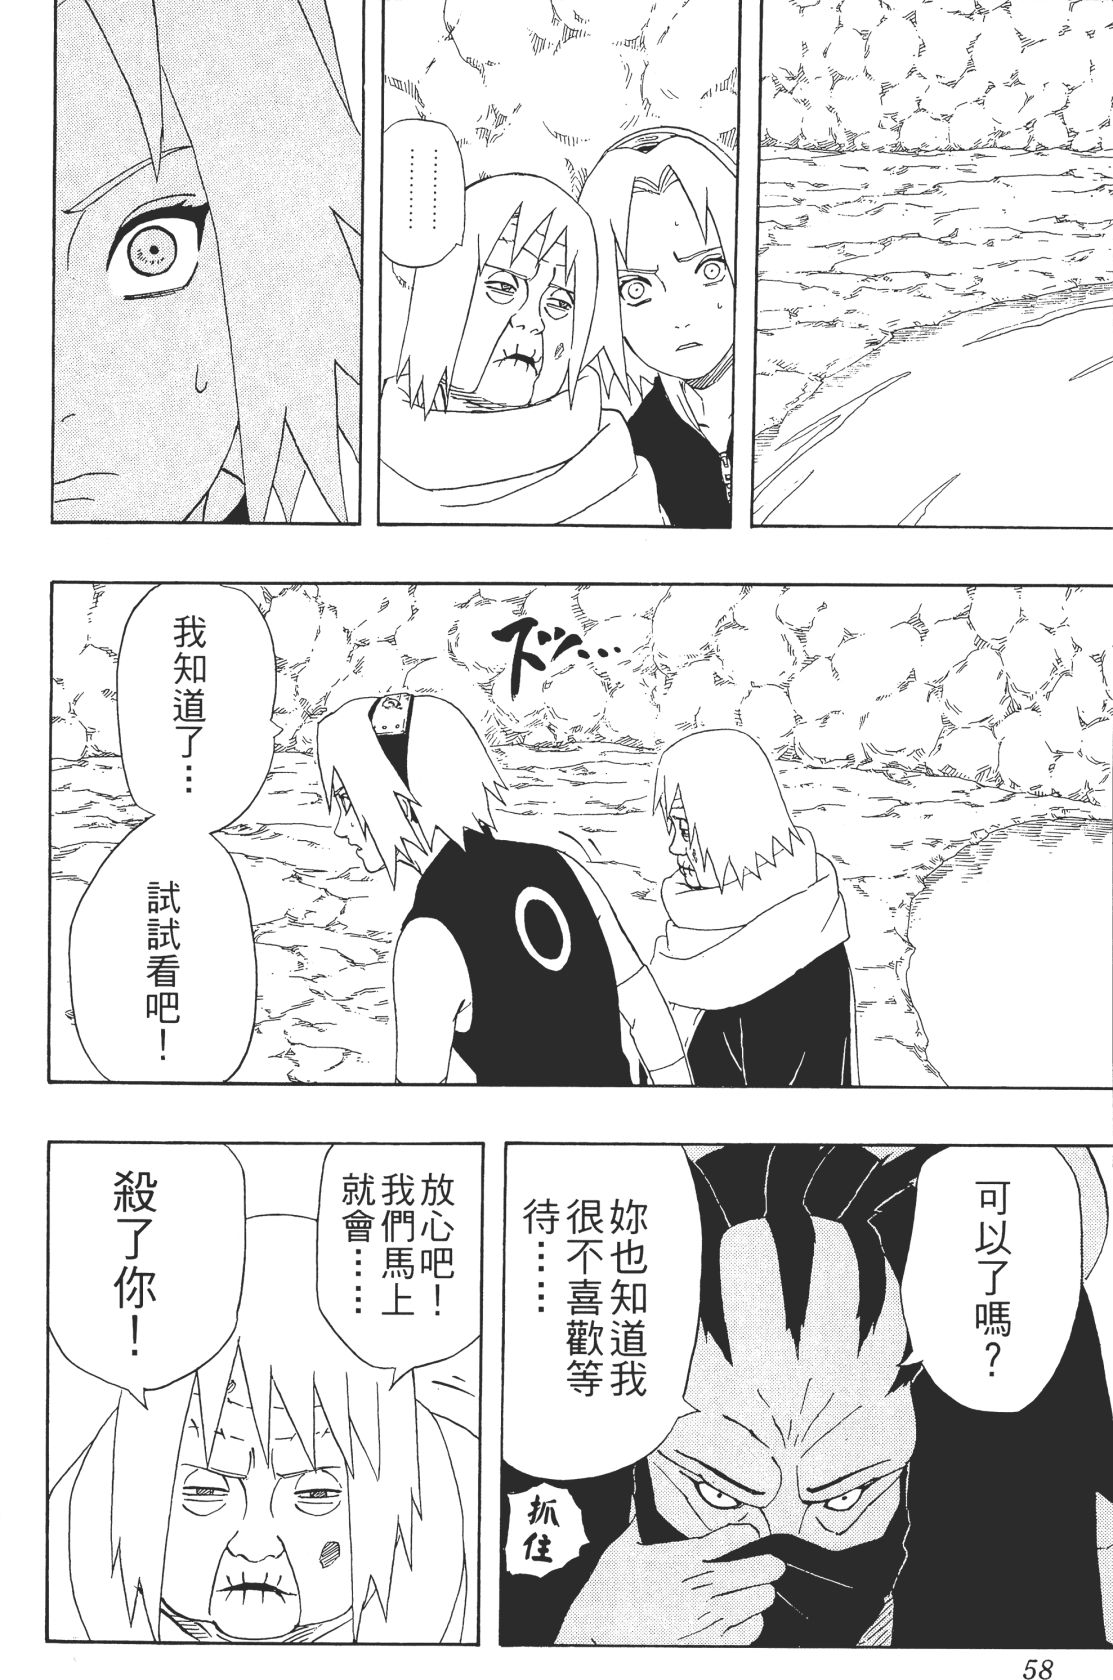 …………
…………
ズッ…
我知道了…
試試看吧！
可以了嗎？
妳也知道我
很不喜歡等
待……
抓住
放心吧！
我們馬上
就會……
殺了你！
58